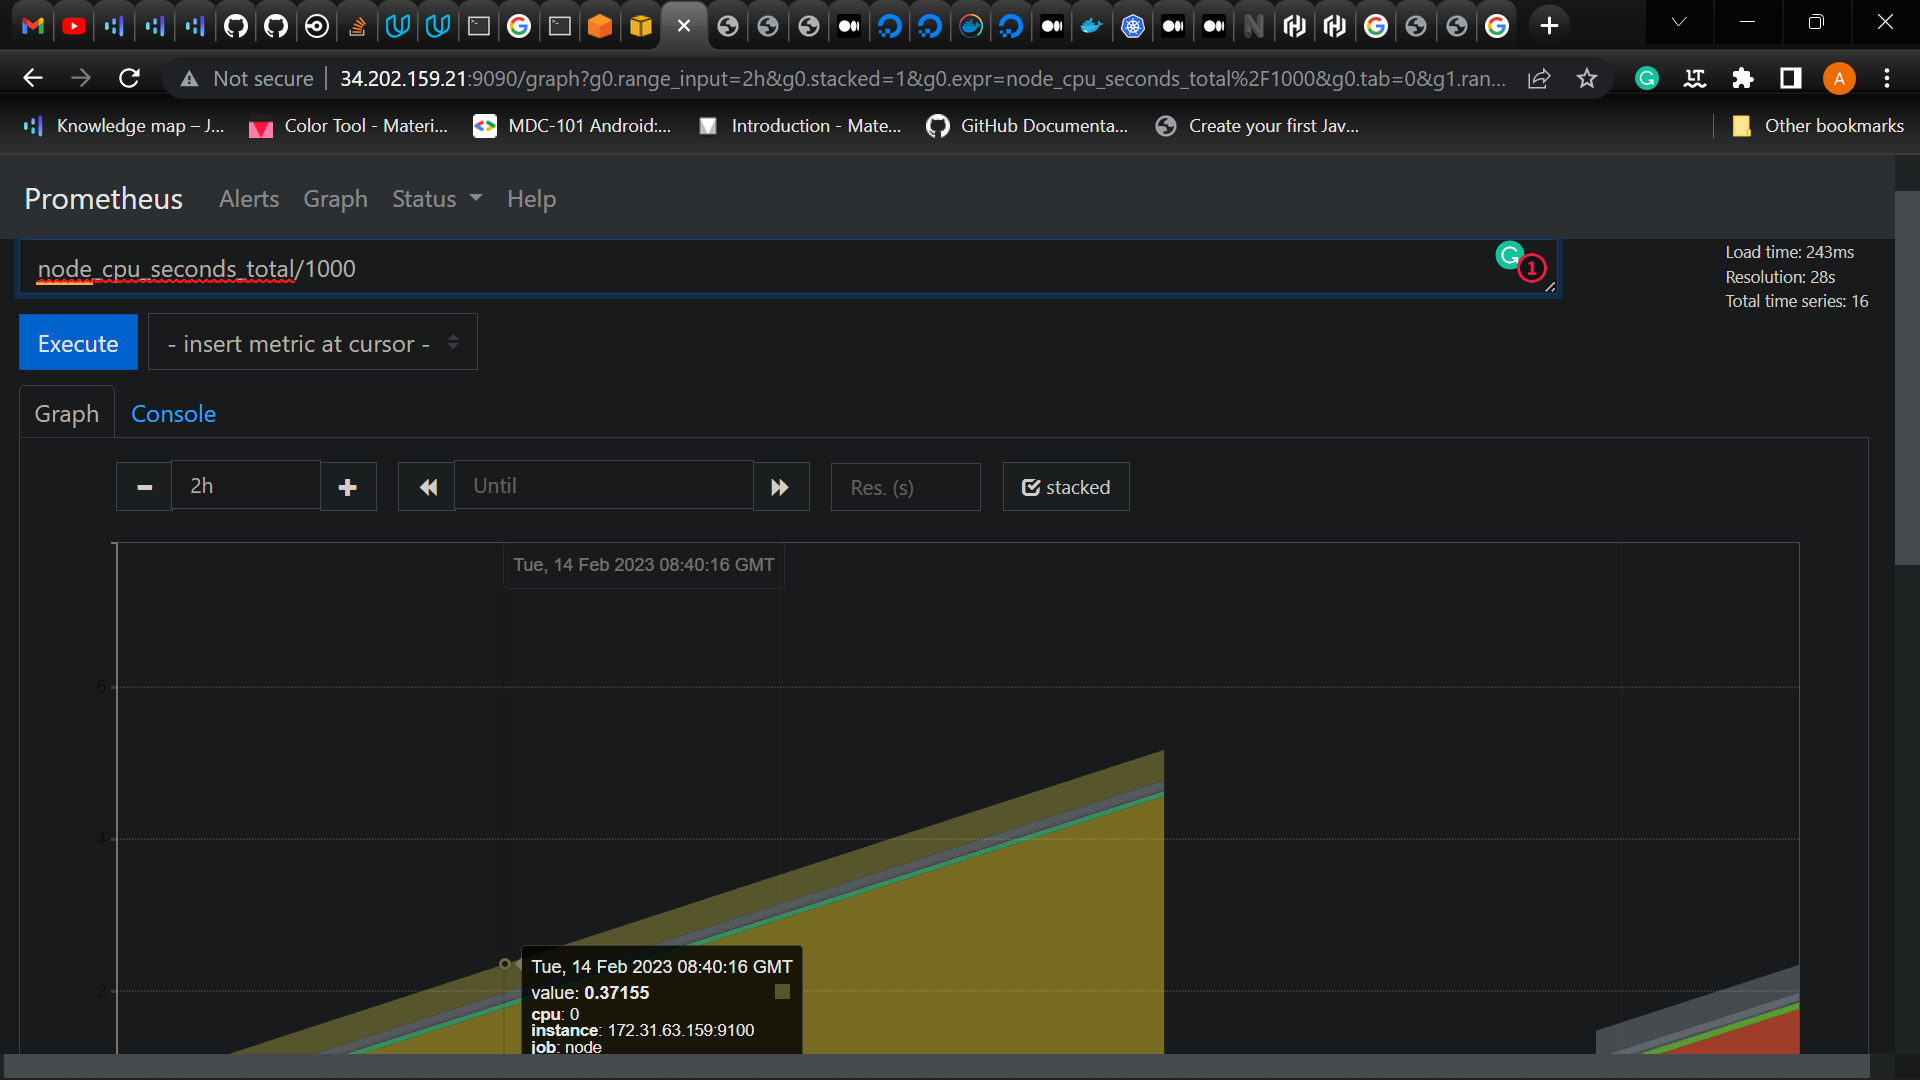 Not secure
34.202.159.21:9090/graph?g0.range_input=2h&g0.stacked=1&g0.expr=node_cpu_seconds_total%2F1000&g0.tab=0&g1.ran...
A
Knowledge map – J...
Color Tool - Materi...
MDC-101 Android:...
Introduction - Mate...
GitHub Documenta...
Create your first Jav...
Other bookmarks
Prometheus
Alerts
Graph
Status
Help
node_cpu_seconds_total/1000
1
Load time: 243ms
Resolution: 28s
Total time series: 16
Execute
- insert metric at cursor -
Graph
Console
2h
Until
Res. (s)
stacked
Tue, 14 Feb 2023 08:40:16 GMT
6
4
2
Tue, 14 Feb 2023 08:40:16 GMT
value: 0.37155
cpu: 0
instance: 172.31.63.159:9100
job: node